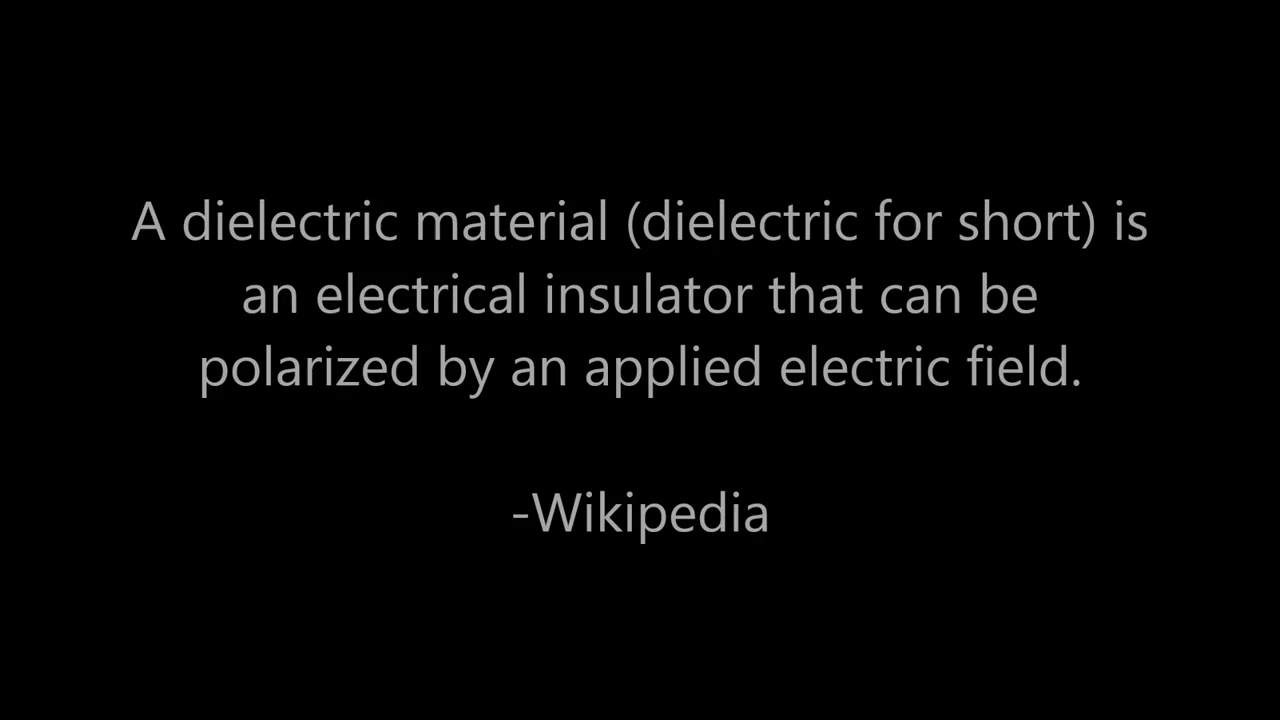 A dielectric material (dielectric for short) is
an electrical insulator that can be
polarized by an applied electric field.
-Wikipedia